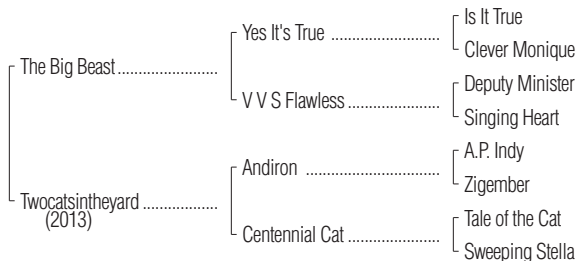 Is It True
Yes It's True ........................
Clever Monique
The Big Beast......................
Deputy Minister
V V S Flawless.....................
Singing Heart
A.P. Indy
Andiron .............................
Zigember
Twocatsintheyard .................
(2013)
Tale of the Cat
Centennial Cat.....................
Sweeping Stella